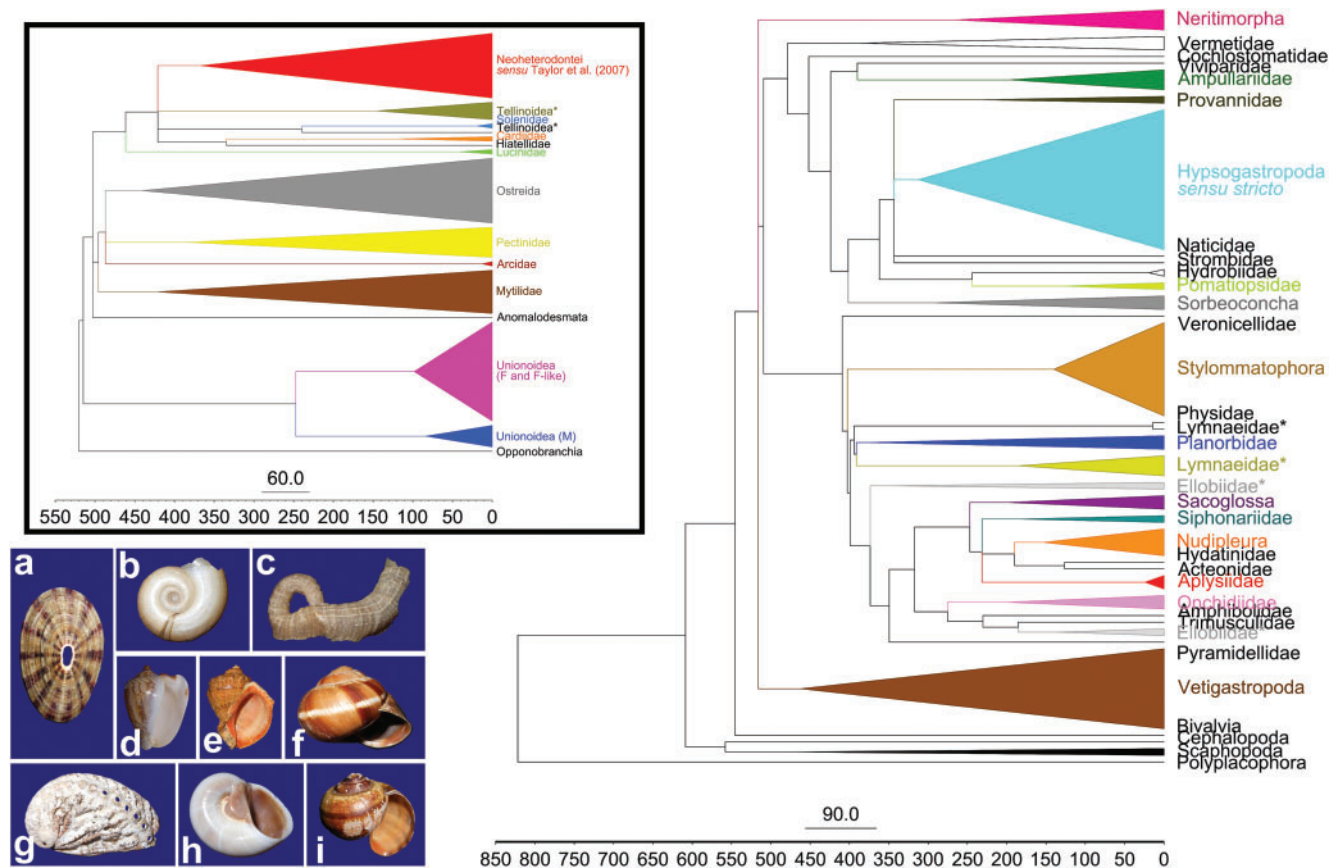 Neoheterodontei
sensu Taylor et al. (2007)
Tellinoidea*
Solenidae
Tellinoidea*
Cardiidae
Hiatellidae
Lucinidae
Ostreida
Pectinidae
Arcidae
Mytilidae
Anomalodesmata
Unionoidea
(F and F-like)
Unionoidea (M)
Opponobranchia
60.0
550 500 450 400 350 300 250 200 150 100 50 0
a
b
c
d
e
f
g
h
i
Neritimorpha
Vermetidae
Cochlostomatidae
Viviparidae
Ampullariidae
Provannidae
Hypsogastropoda
sensu stricto
Naticidae
Strombidae
Hydrobiidae
Pomatiopsidae
Sorbeoconcha
Veronicellidae
Stylommatophora
Physidae
Lymnaeidae*
Planorbidae
Lymnaeidae*
Ellobiidae*
Sacoglossa
Siphonariidae
Nudipleura
Hydatinidae
Acteonidae
Aplysiidae
Onchidiidae
Amphibolidae
Trimusculidae
Ellobiidae*
Pyramidellidae
Vetigastropoda
Bivalvia
Cephalopoda
Scaphopoda
Polyplacophora
90.0
850 800 750 700 650 600 550 500 450 400 350 300 250 200 150 100 50 0